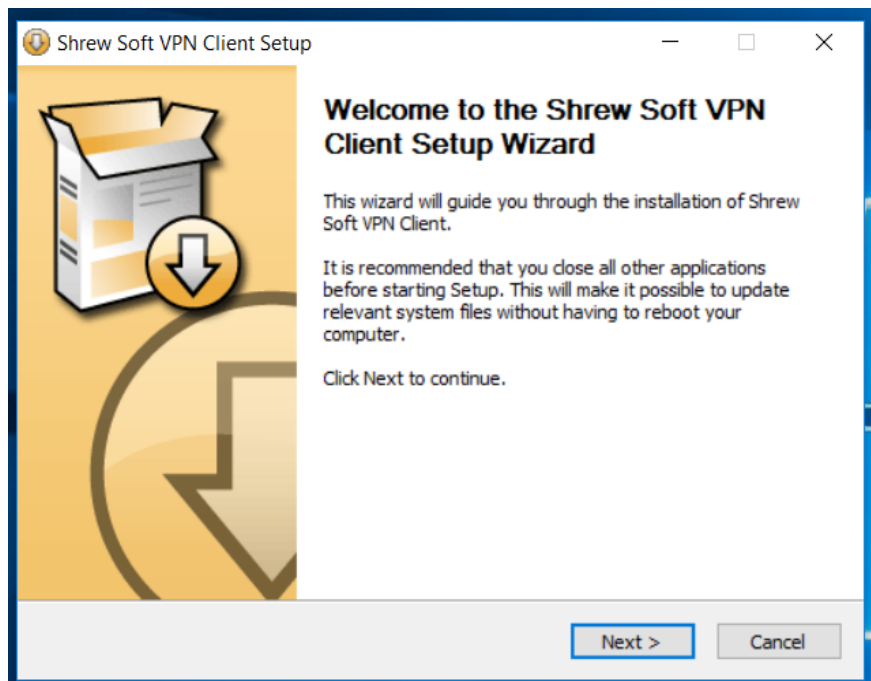 Shrew Soft VPN Client Setup
Welcome to the Shrew Soft VPN
Client Setup Wizard
This wizard will guide you through the installation of Shrew
Soft VPN Client.
It is recommended that you close all other applications
before starting Setup. This will make it possible to update
relevant system files without having to reboot your
computer.
Click Next to continue.
Next >
Cancel